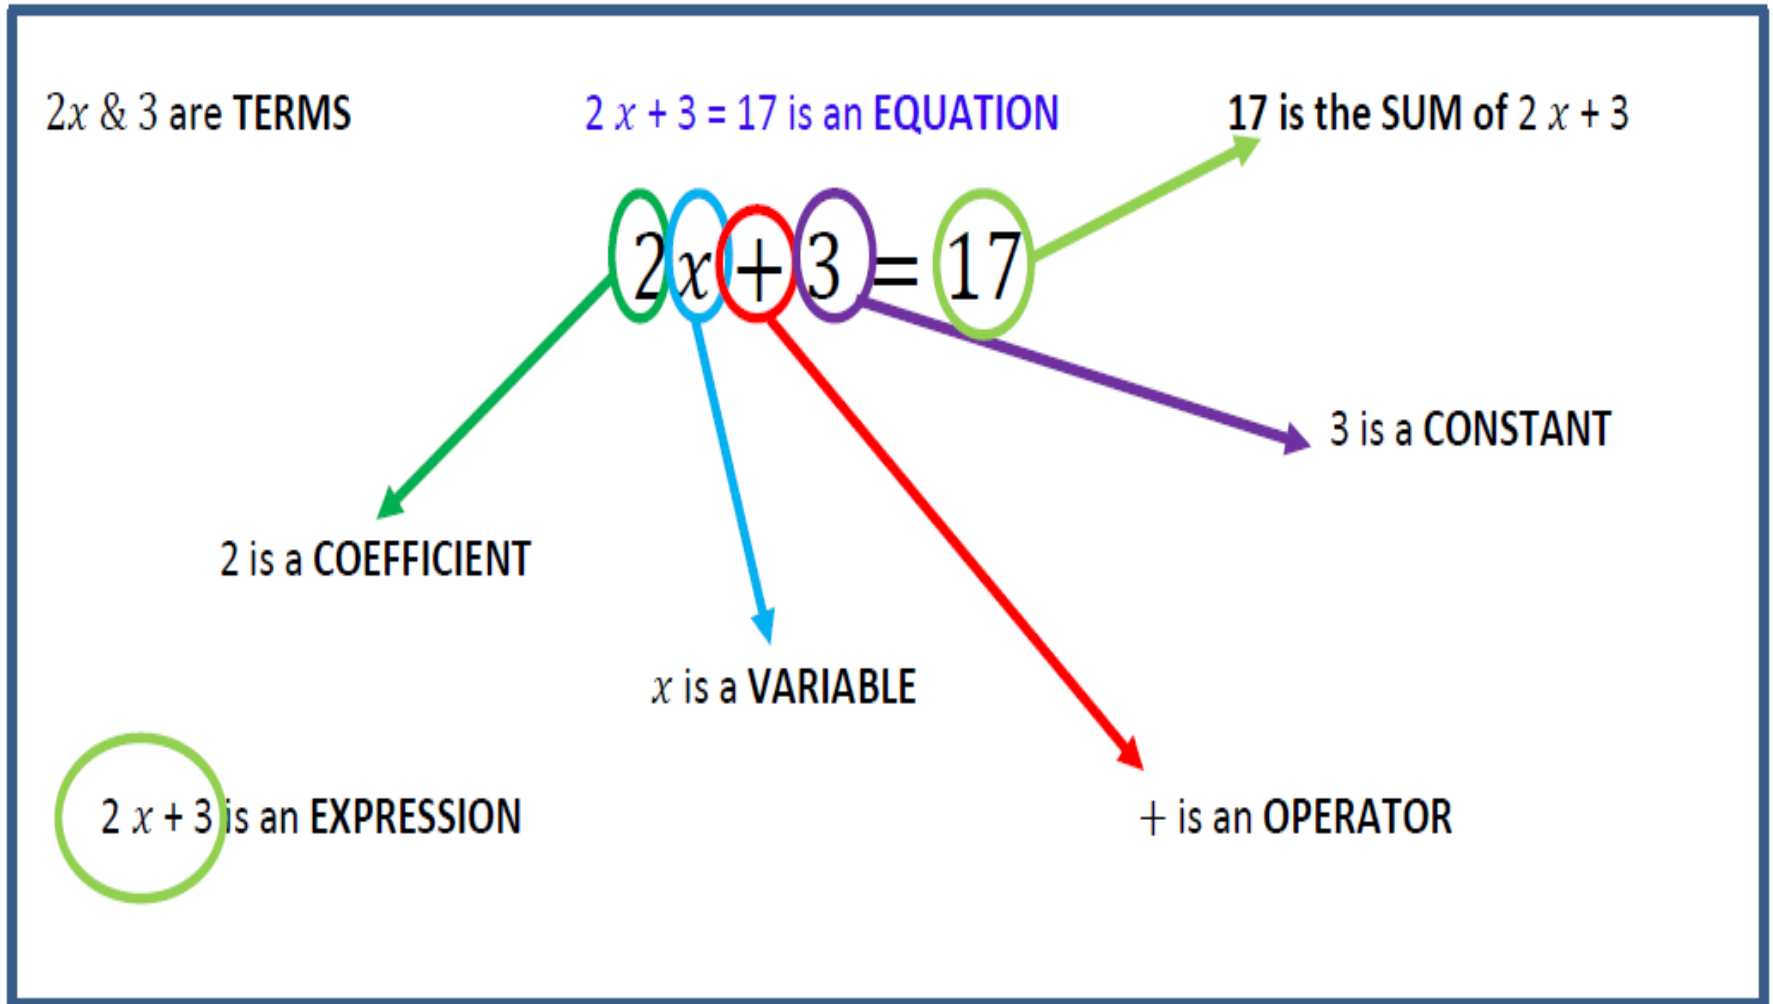 2x & 3 are TERMS
2 x + 3 = 17 is an EQUATION
17 is the SUM of 2 x + 3
2x + 3 = 17
3 is a CONSTANT
2 is a COEFFICIENT
x is a VARIABLE
2 x + 3 is an EXPRESSION
+ is an OPERATOR